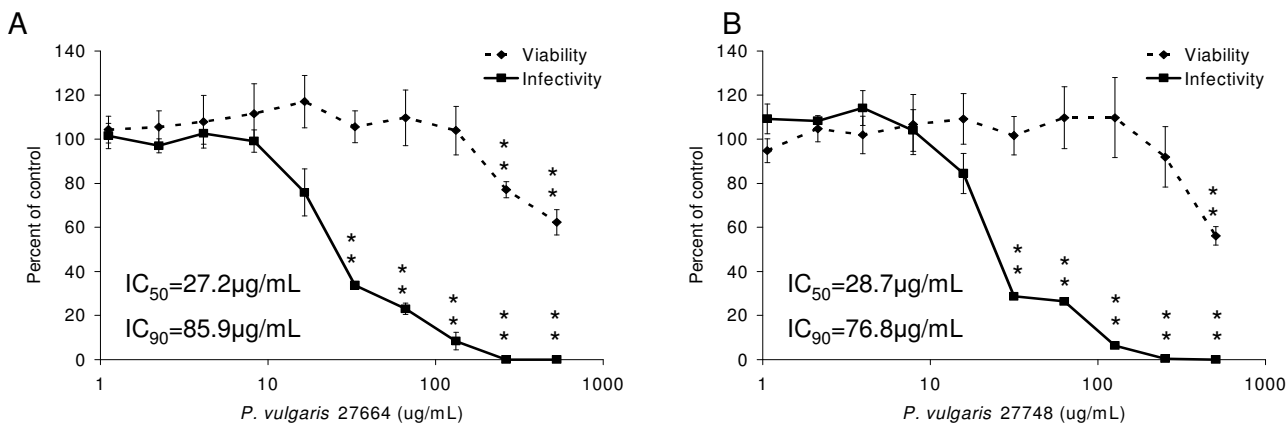 A
140
120
100
80
60
40
20
0
Percent of control
Viability
Infectivity
* *
* *
* *
* *
* *
* *
* *
IC50=27.2µg/mL
IC90=85.9µg/mL
1 10 100 1000
P. vulgaris 27664 (ug/mL)
B
140
120
100
80
60
40
20
0
Percent of control
Viability
Infectivity
* *
* *
* *
* *
* *
* *
IC50=28.7µg/mL
IC90=76.8µg/mL
1 10 100 1000
P. vulgaris 27748 (ug/mL)